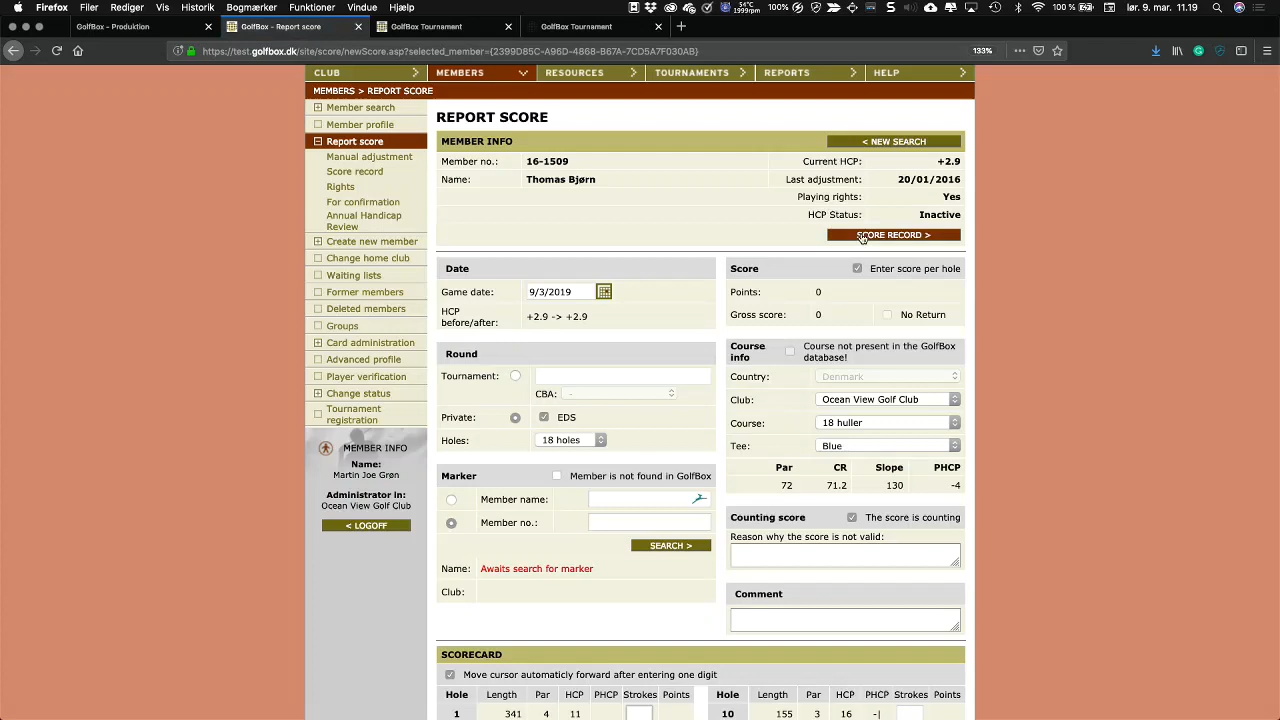 Firefox Filer Rediger Vis Historik Bogmærker Funktioner Vindue Hjælp 54°C 100% lør. 9. mar. 11.19
GolfBox - Produktion GolfBox - Report score GolfBox Tournament GolfBox Tournament
https://test.golfbox.dk/site/score/newScore.asp?selected_member={2399D85C-A96D-4868-B67A-7CD5A7F030AB} 133%
CLUB MEMBERS RESOURCES TOURNAMENTS REPORTS HELP
MEMBERS > REPORT SCORE
Member search
Member profile
Report score
Manual adjustment
Score record
Rights
For confirmation
Annual Handicap
Review
Create new member
Change home club
Waiting lists
Former members
Deleted members
Groups
Card administration
Advanced profile
Player verification
Change status
Tournament
registration
MEMBER INFO
Name:
Martin Joe Grøn
Administrator in:
Ocean View Golf Club
< LOGOFF
REPORT SCORE
MEMBER INFO < NEW SEARCH
Member no.: 16-1509 Current HCP: +2.9
Name: Thomas Bjørn Last adjustment: 20/01/2016
Playing rights: Yes
HCP Status: Inactive
SCORE RECORD >
Date
Game date: 9/3/2019
HCP
before/after: +2.9 -> +2.9
Round
Tournament:
CBA: -
Private: EDS
Holes: 18 holes
Marker Member is not found in GolfBox
Member name:
Member no.:
SEARCH >
Name: Awaits search for marker
Club:
Score Enter score per hole
Points: 0
Gross score: 0 No Return
Course
info Course not present in the GolfBox
database!
Country: Denmark
Club: Ocean View Golf Club
Course: 18 huller
Tee: Blue
Par CR Slope PHCP
72 71.2 130 -4
Counting score The score is counting
Reason why the score is not valid:
Comment
SCORECARD
Move cursor automaticly forward after entering one digit
Hole Length Par HCP PHCP Strokes Points Hole Length Par HCP PHCP Strokes Points
1 341 4 11 10 155 3 16 -|